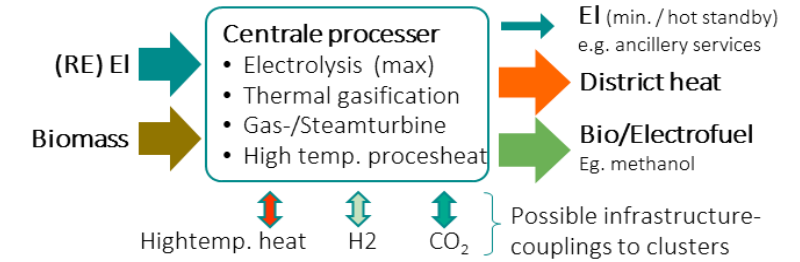 (RE) El
Biomass
Centrale processer
• Electrolysis (max)
• Thermal gasification
• Gas-/Steamturbine
• High temp. procesheat
El (min. / hot standby)
e.g. ancillery services
District heat
Bio/Electrofuel
Eg. methanol
Hightemp. heat
H2
CO₂
Possible infrastructure-
couplings to clusters